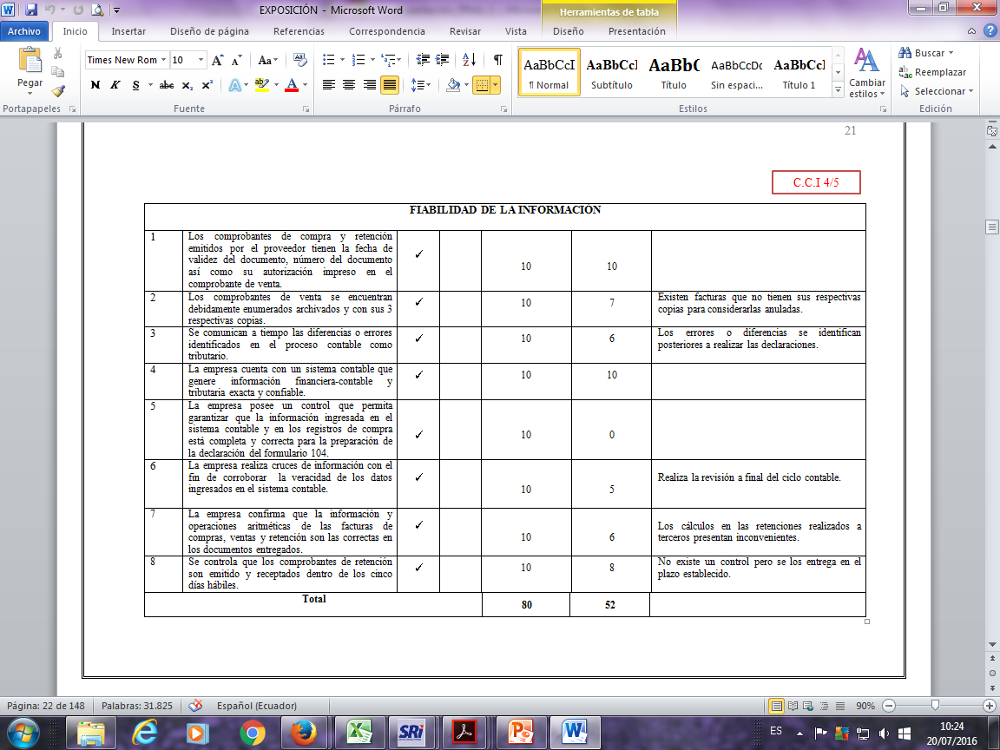 EXPOSICIÓN - Microsoft Word
Herramientas de tabla
Archivo Inicio Insertar Diseño de página Referencias Correspondencia Revisar Vista Diseño Presentación
Pegar
Times New Rom 10 A A Aa
N K S abc x₂ x² A ab A
AaBbCcI AaBbCcI AaBbC AaBbCcDc AaBbCcI
¶ Normal Subtítulo Título Sin espaci... Título 1
Cambiar
estilos
Buscar
Reemplazar
Seleccionar
Portapapeles Fuente Párrafo Estilos Edición
21
C.C.I 4/5
FIABILIDAD DE LA INFORMACIÓN
1 Los comprobantes de compra y retención
emitidos por el proveedor tienen la fecha de
validez del documento, número del documento
así como su autorización impreso en el
comprobante de venta.
✓ 10 10
2 Los comprobantes de venta se encuentran
debidamente enumerados archivados y con sus 3
respectivas copias.
✓ 10 7
Existen facturas que no tienen sus respectivas
copias para considerarlas anuladas.
3 Se comunican a tiempo las diferencias o errores
identificados en el proceso contable como
tributario.
✓ 10 6
Los errores o diferencias se identifican
posteriores a realizar las declaraciones.
4 La empresa cuenta con un sistema contable que
genere información financiera-contable y
tributaria exacta y confiable.
✓ 10 10
5 La empresa posee un control que permita
garantizar que la información ingresada en el
sistema contable y en los registros de compra
está completa y correcta para la preparación de
la declaración del formulario 104.
✓ 10 0
6 La empresa realiza cruces de información con el
fin de corroborar la veracidad de los datos
ingresados en el sistema contable.
✓ 10 5
Realiza la revisión a final del ciclo contable.
7 La empresa confirma que la información y
operaciones aritméticas de las facturas de
compras, ventas y retención son las correctas en
los documentos entregados.
✓ 10 6
Los cálculos en las retenciones realizados a
terceros presentan inconvenientes.
8 Se controla que los comprobantes de retención
son emitido y receptados dentro de los cinco
días hábiles.
✓ 10 8
No existe un control pero se los entrega en el
plazo establecido.
Total 80 52
Página: 22 de 148 Palabras: 31.825 Español (Ecuador) 90%
SRi
ES
10:24
20/07/2016